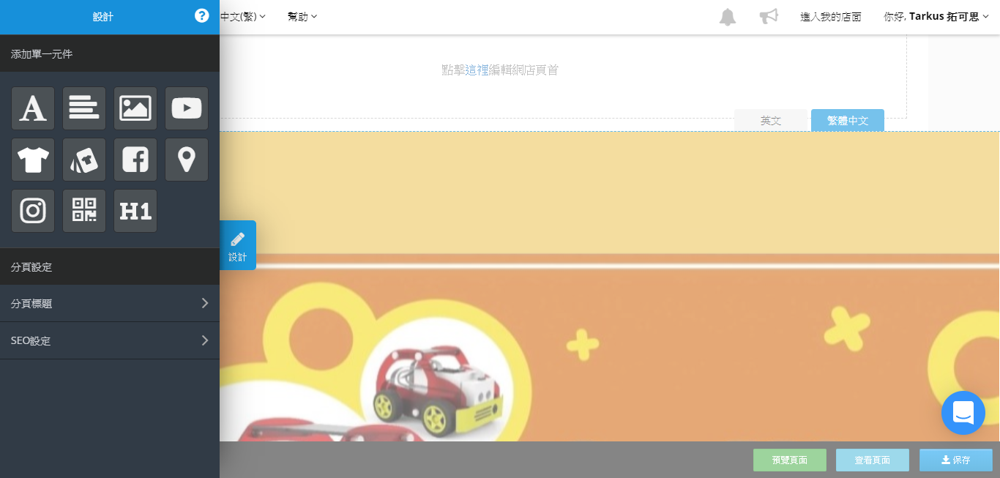 設計
中文(繁)
幫助
進入我的店面
你好, Tarkus 拓可思
添加單一元件
點擊這裡編輯網店頁首
A
英文
繁體中文
H1
設計
分頁設定
分頁標題
SEO設定
預覽頁面
查看頁面
保存